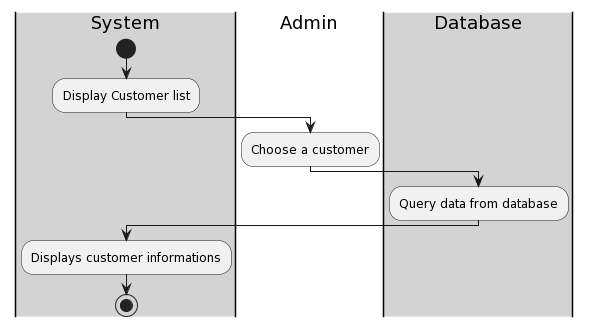 System
Admin
Database
Display Customer list
Choose a customer
Query data from database
Displays customer informations